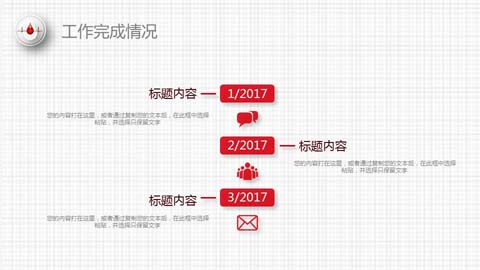 工作完成情况
标题内容
1/2017
您的内容打在这里，或者通过复制您的文本后，在此框中选择
粘贴，并选择只保留文字
2/2017
标题内容
您的内容打在这里，或者通过复制您的文本后，在此框中选择
粘贴，并选择只保留文字
标题内容
3/2017
您的内容打在这里，或者通过复制您的文本后，在此框中选择
粘贴，并选择只保留文字